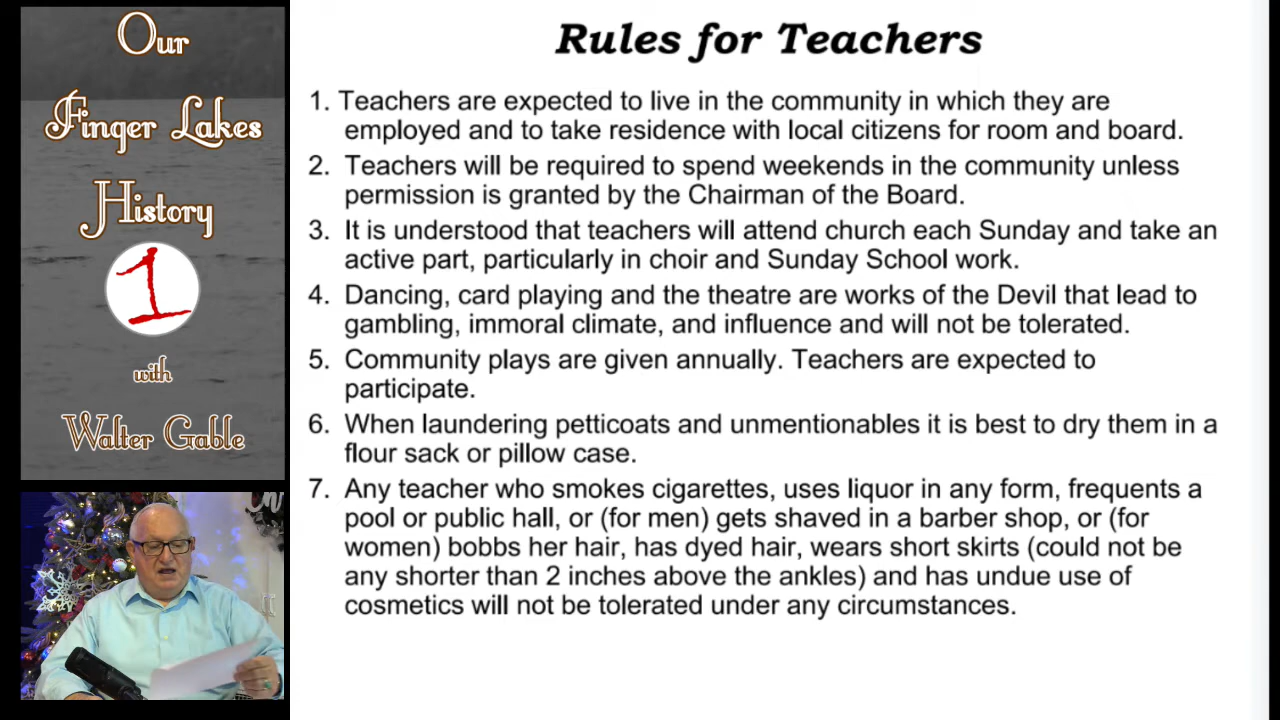 Our
Finger Lakes
History
1
with
Walter Gable
Rules for Teachers
1. Teachers are expected to live in the community in which they are
employed and to take residence with local citizens for room and board.
2. Teachers will be required to spend weekends in the community unless
permission is granted by the Chairman of the Board.
3. It is understood that teachers will attend church each Sunday and take an
active part, particularly in choir and Sunday School work.
4. Dancing, card playing and the theatre are works of the Devil that lead to
gambling, immoral climate, and influence and will not be tolerated.
5. Community plays are given annually. Teachers are expected to
participate.
6. When laundering petticoats and unmentionables it is best to dry them in a
flour sack or pillow case.
7. Any teacher who smokes cigarettes, uses liquor in any form, frequents a
pool or public hall, or (for men) gets shaved in a barber shop, or (for
women) bobbs her hair, has dyed hair, wears short skirts (could not be
any shorter than 2 inches above the ankles) and has undue use of
cosmetics will not be tolerated under any circumstances.